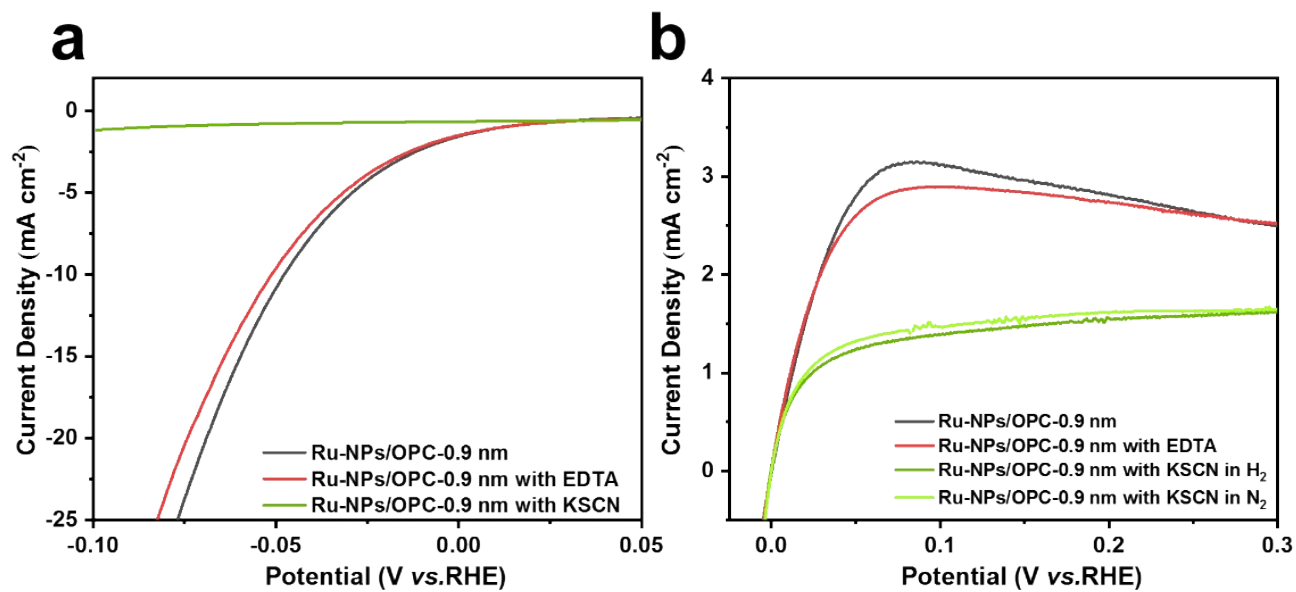 a
0
-5
-10
-15
-20
-25
-0.10
-0.05
0.00
0.05
Current Density (mA cm⁻²)
Potential (V vs.RHE)
Ru-NPs/OPC-0.9 nm
Ru-NPs/OPC-0.9 nm with EDTA
Ru-NPs/OPC-0.9 nm with KSCN
b
4
3
2
1
0
0.0
0.1
0.2
0.3
Current Density (mA cm⁻²)
Potential (V vs.RHE)
Ru-NPs/OPC-0.9 nm
Ru-NPs/OPC-0.9 nm with EDTA
Ru-NPs/OPC-0.9 nm with KSCN in H₂
Ru-NPs/OPC-0.9 nm with KSCN in N₂